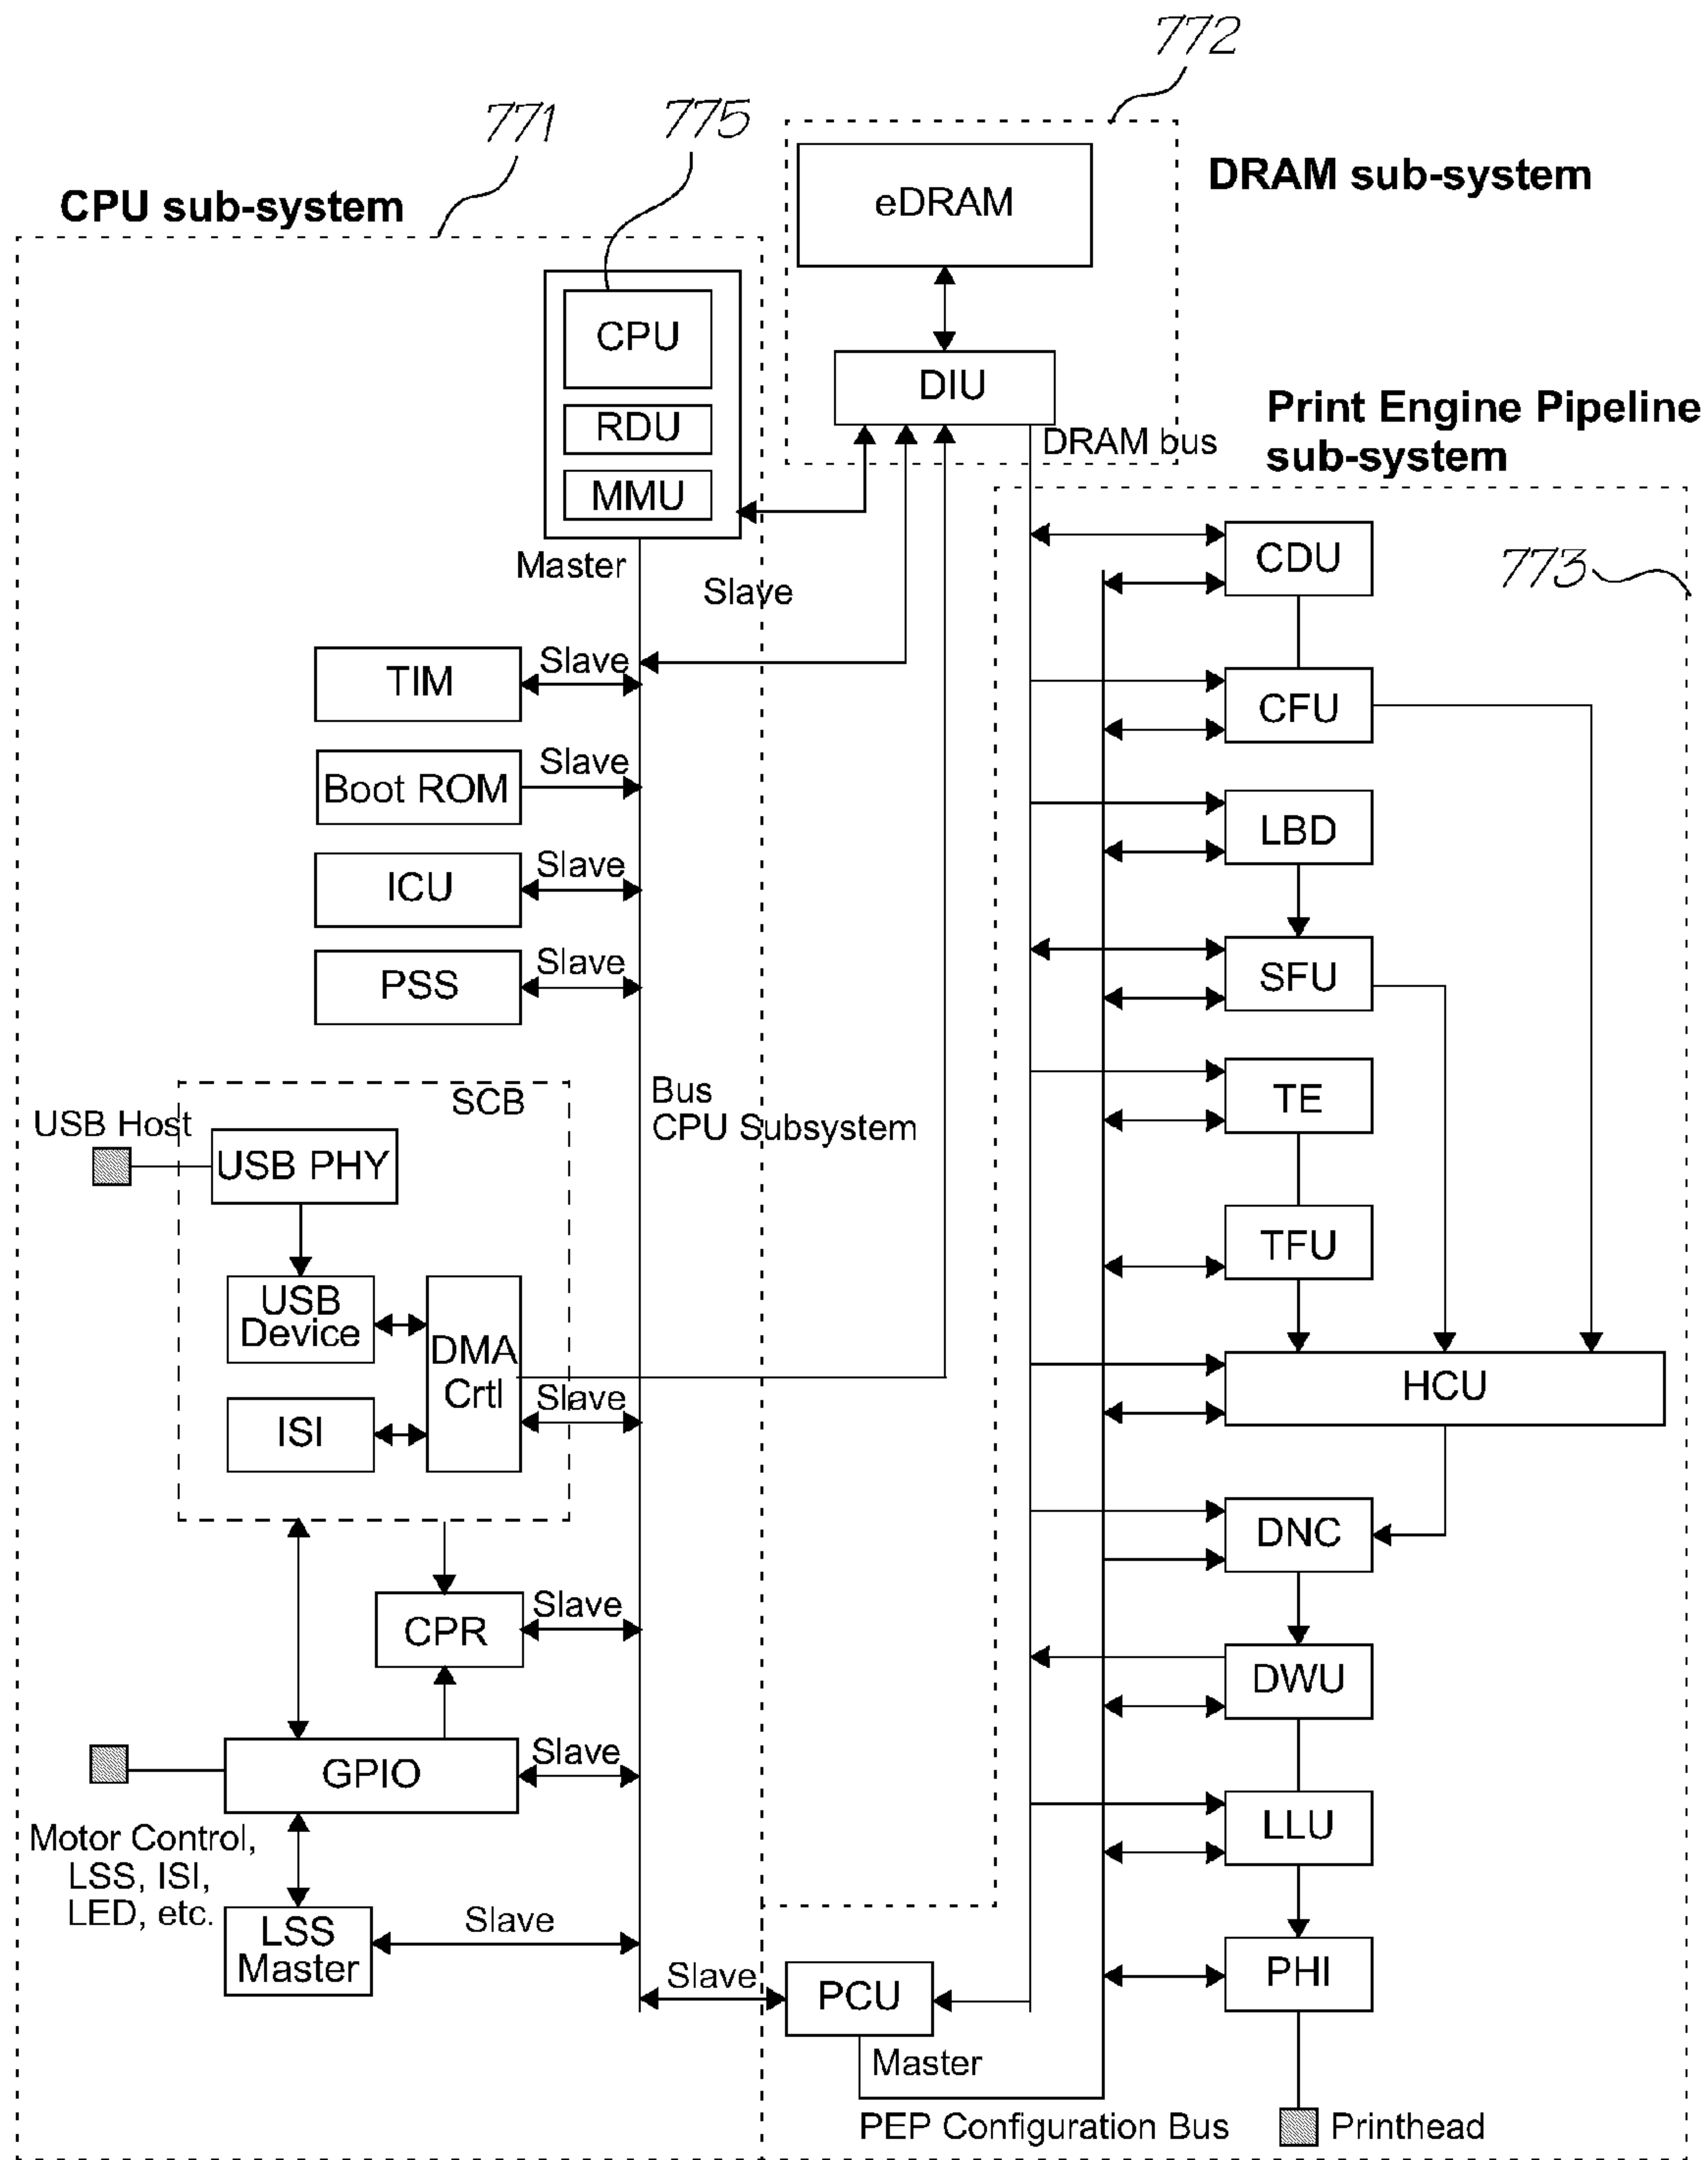 772
771
775
DRAM sub-system
CPU sub-system
eDRAM
CPU
DIU
RDU
DRAM bus
Print Engine Pipeline
sub-system
MMU
Master
Slave
CDU
773
TIM
Slave
CFU
Boot ROM
Slave
LBD
ICU
Slave
PSS
Slave
SFU
SCB
Bus
CPU Subsystem
TE
USB Host
USB PHY
TFU
USB
Device
DMA
Crtl
Slave
ISI
HCU
DNC
CPR
Slave
DWU
GPIO
Slave
Motor Control,
LSS, ISI,
LED, etc.
LLU
LSS
Master
Slave
Slave
PCU
PHI
Master
PEP Configuration Bus
Printhead